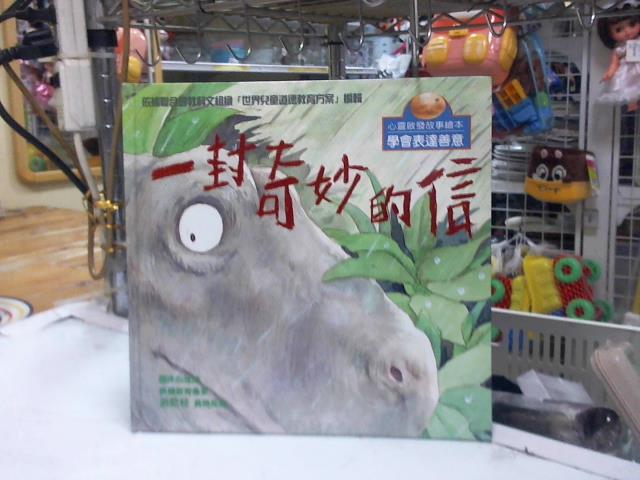 依據聯合國教科文組織「世界兒童道德教育方案」編輯
心靈啟發故事繪本
學會表達善意
一封奇妙的信